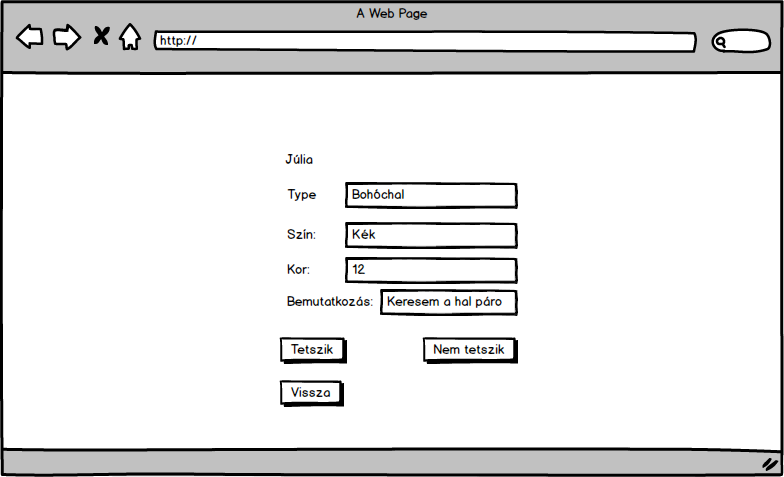 A Web Page
http://
Júlia
Type Bohóchal
Szín: Kék
Kor: 12
Bemutatkozás: Keresem a hal páro
Tetszik Nem tetszik
Vissza